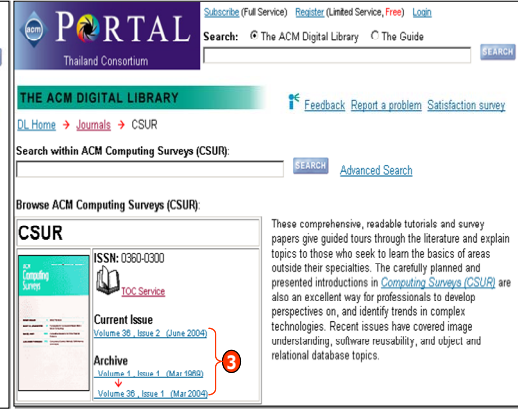 Subscribe (Full Service) Register (Limited Service, Free) Login
acm PORTAL
Thailand Consortium
Search: The ACM Digital Library The Guide
SEARCH
THE ACM DIGITAL LIBRARY
Feedback Report a problem Satisfaction survey
DL Home → Journals → CSUR
Search within ACM Computing Surveys (CSUR):
SEARCH Advanced Search
Browse ACM Computing Surveys (CSUR):
CSUR
Computing
Surveys
ISSN: 0360-0300
TOC Service
Current Issue
Volume 36 , Issue 2 (June 2004)
Archive
Volume 1 , Issue 1 (Mar 1969)
Volume 36 , Issue 1 (Mar 2004)
3
These comprehensive, readable tutorials and survey
papers give guided tours through the literature and explain
topics to those who seek to learn the basics of areas
outside their specialties. The carefully planned and
presented introductions in Computing Surveys (CSUR) are
also an excellent way for professionals to develop
perspectives on, and identify trends in complex
technologies. Recent issues have covered image
understanding, software reusability, and object and
relational database topics.